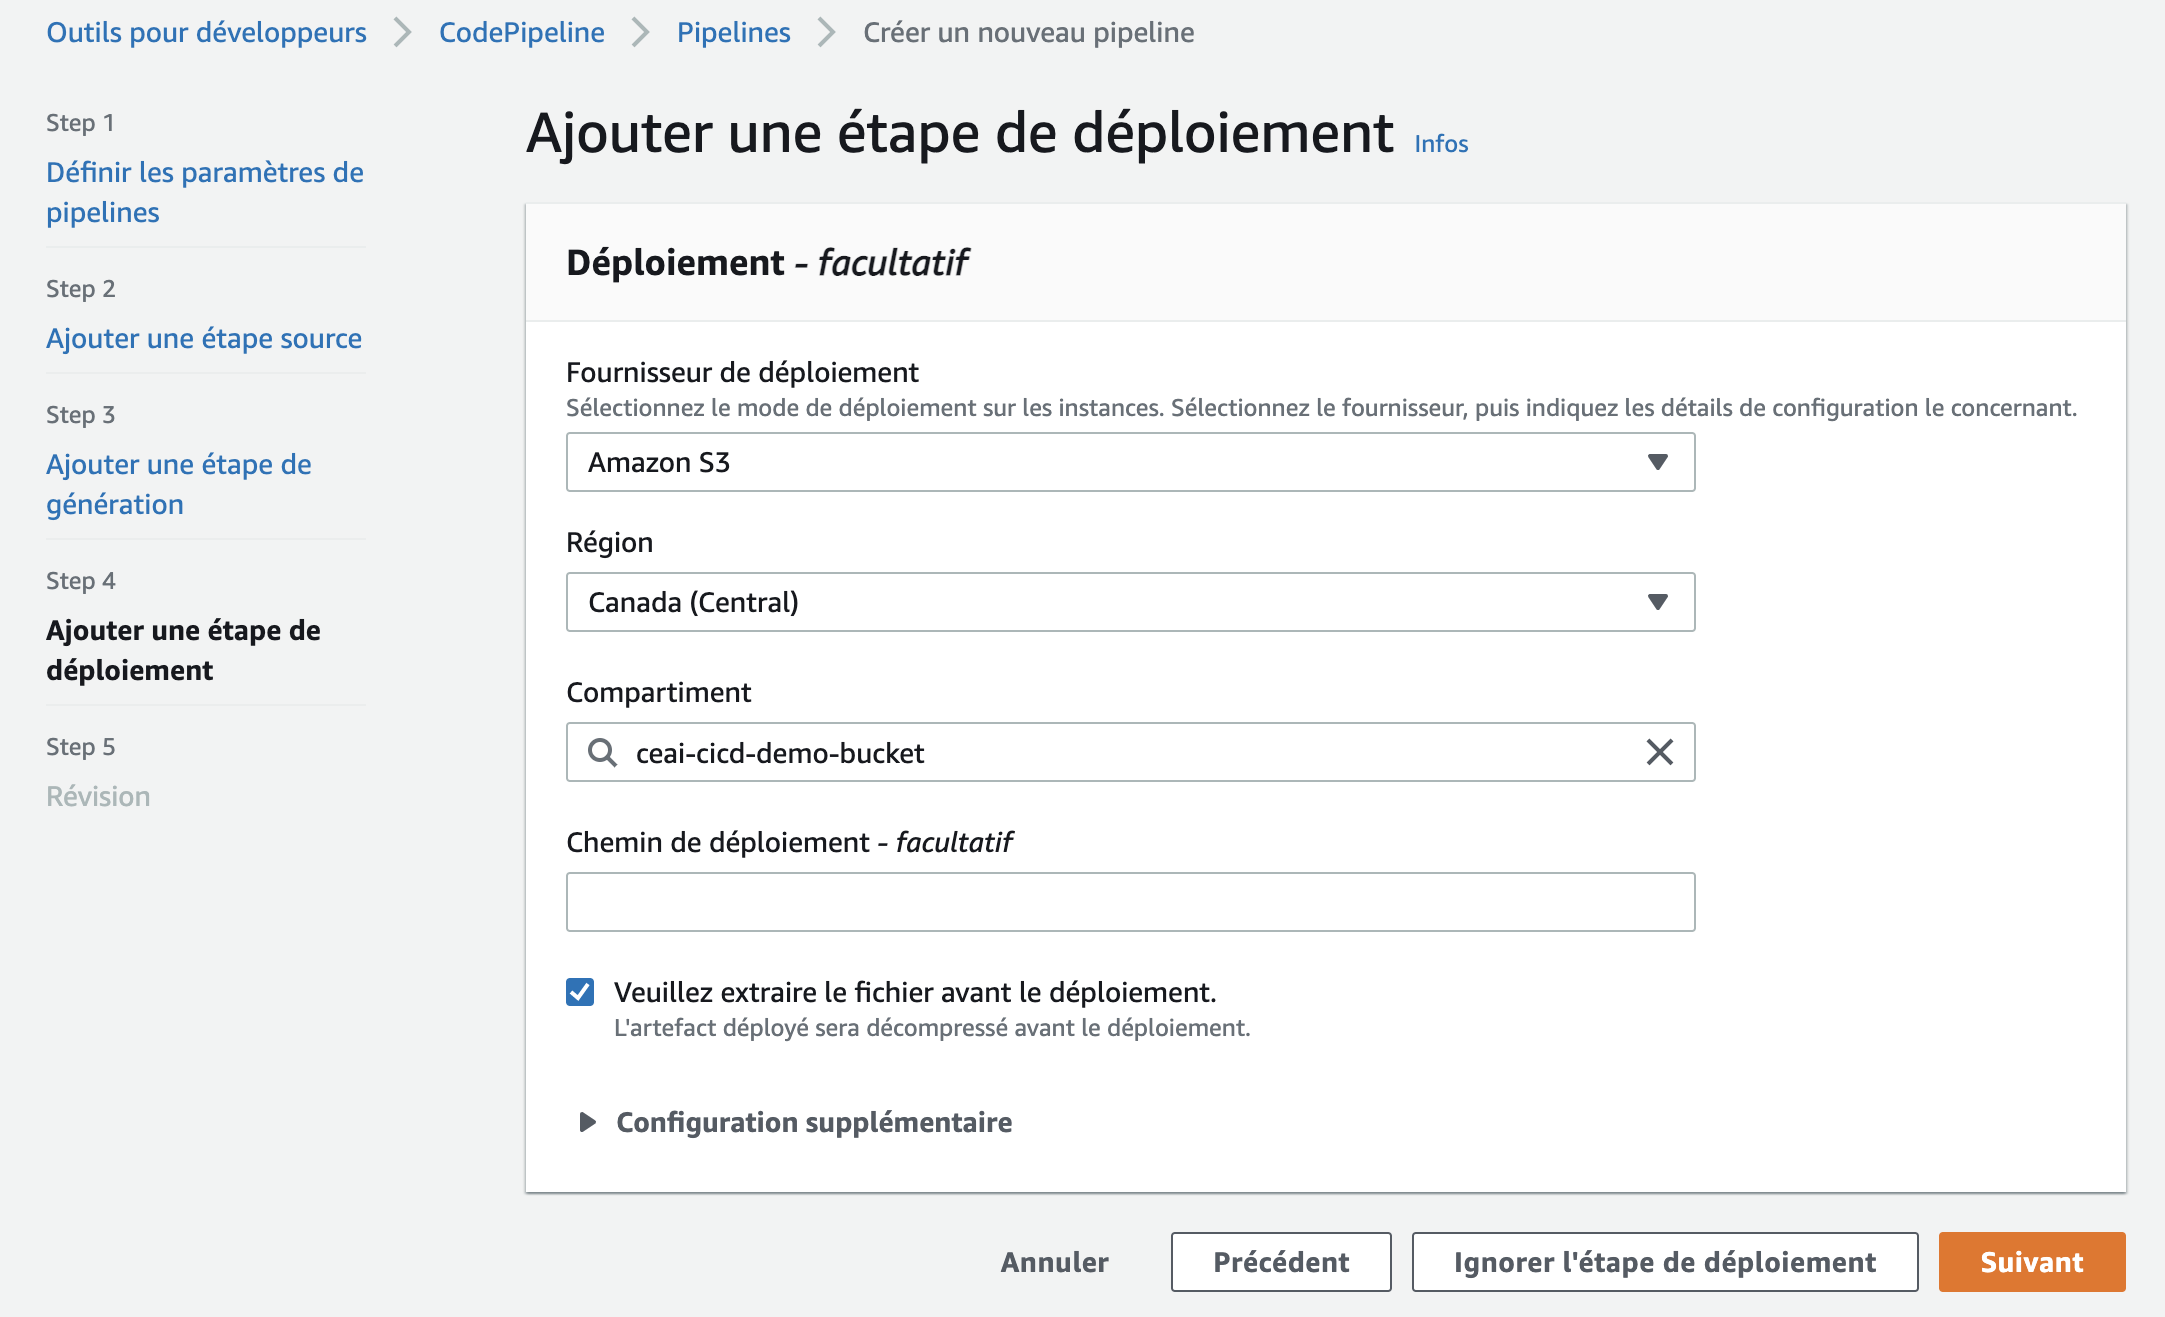 Outils pour développeurs
CodePipeline
Pipelines
Créer un nouveau pipeline
Step 1
Définir les paramètres de
pipelines
Step 2
Ajouter une étape source
Step 3
Ajouter une étape de
génération
Step 4
Ajouter une étape de
déploiement
Step 5
Révision
Ajouter une étape de déploiement Infos
Déploiement - facultatif
Fournisseur de déploiement
Sélectionnez le mode de déploiement sur les instances. Sélectionnez le fournisseur, puis indiquez les détails de configuration le concernant.
Amazon S3
Région
Canada (Central)
Compartiment
ceai-cicd-demo-bucket
Chemin de déploiement - facultatif
Veuillez extraire le fichier avant le déploiement.
L'artefact déployé sera décompressé avant le déploiement.
Configuration supplémentaire
Annuler
Précédent
Ignorer l'étape de déploiement
Suivant